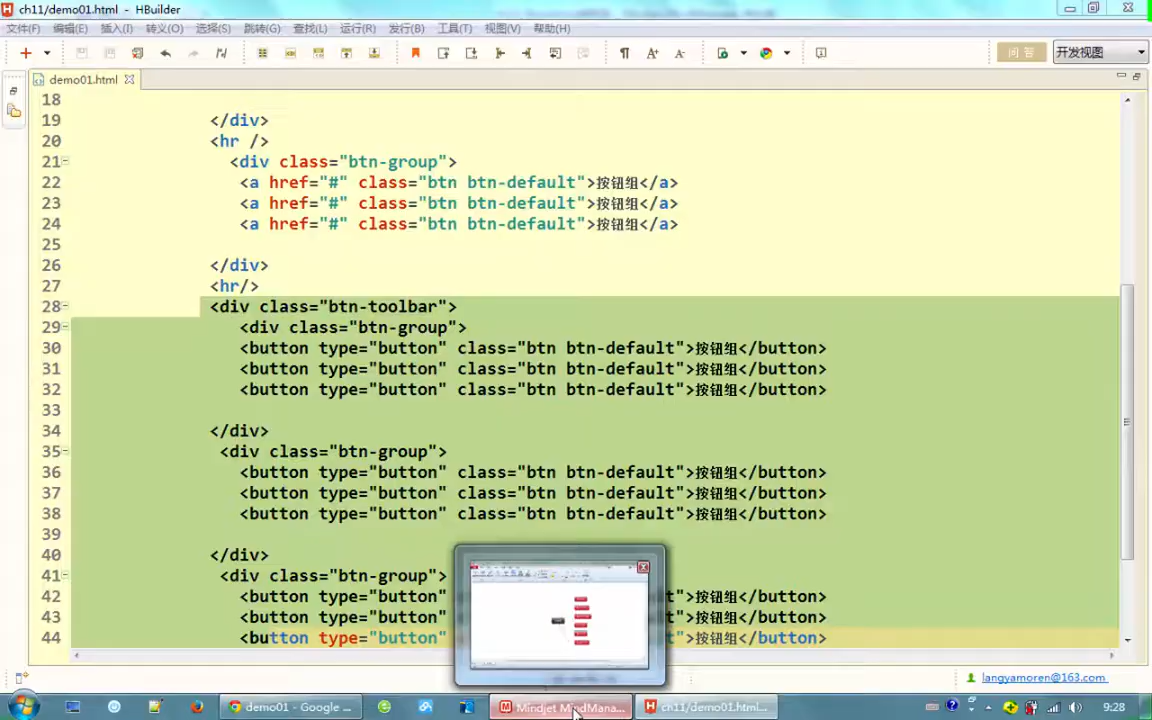 ch11/demo01.html - HBuilder
文件(F) 编辑(E) 插入(I) 转义(O) 选择(S) 跳转(G) 查找(L) 运行(R) 发行(B) 工具(T) 视图(V) 帮助(H)
问 答 开发视图
demo01.html
18
19 </div>
20 <hr />
21 <div class="btn-group">
22 <a href="#" class="btn btn-default">按钮组</a>
23 <a href="#" class="btn btn-default">按钮组</a>
24 <a href="#" class="btn btn-default">按钮组</a>
25
26 </div>
27 <hr/>
28 <div class="btn-toolbar">
29 <div class="btn-group">
30 <button type="button" class="btn btn-default">按钮组</button>
31 <button type="button" class="btn btn-default">按钮组</button>
32 <button type="button" class="btn btn-default">按钮组</button>
33
34 </div>
35 <div class="btn-group">
36 <button type="button" class="btn btn-default">按钮组</button>
37 <button type="button" class="btn btn-default">按钮组</button>
38 <button type="button" class="btn btn-default">按钮组</button>
39
40 </div>
41 <div class="btn-group">
42 <button type="button" t">按钮组</button>
43 <button type="button" t">按钮组</button>
44 <button type="button" t">按钮组</button>
langyamoren@163.com
demo01 - Google ... Mindjet MindMana... ch11/demo01.html... 9:28